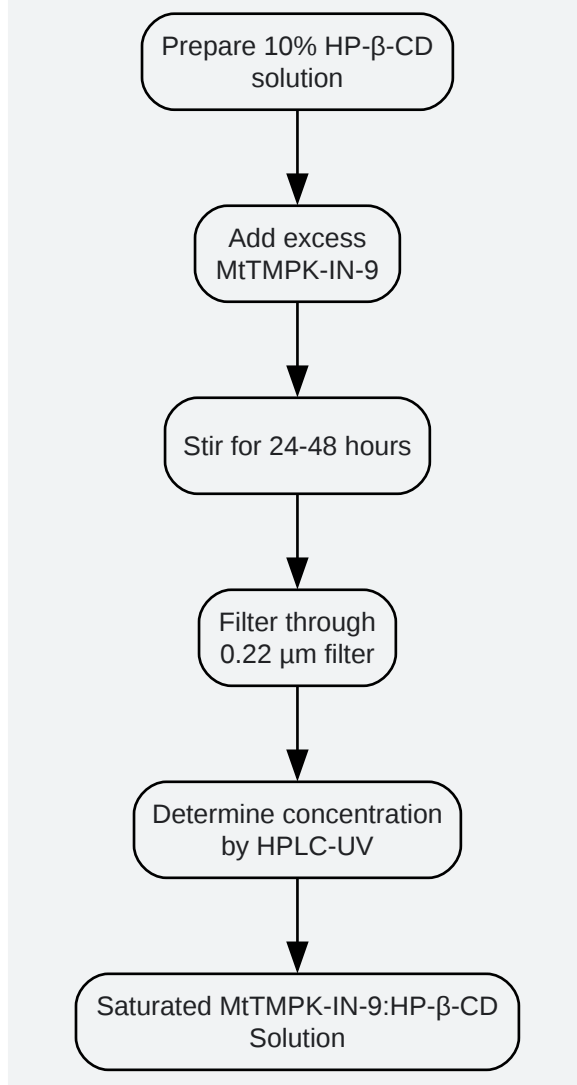 Prepare 10% HP-β-CD
solution
Add excess
MtTMPK-IN-9
Stir for 24-48 hours
Filter through
0.22 µm filter
Determine concentration
by HPLC-UV
Saturated MtTMPK-IN-9:HP-β-CD
Solution